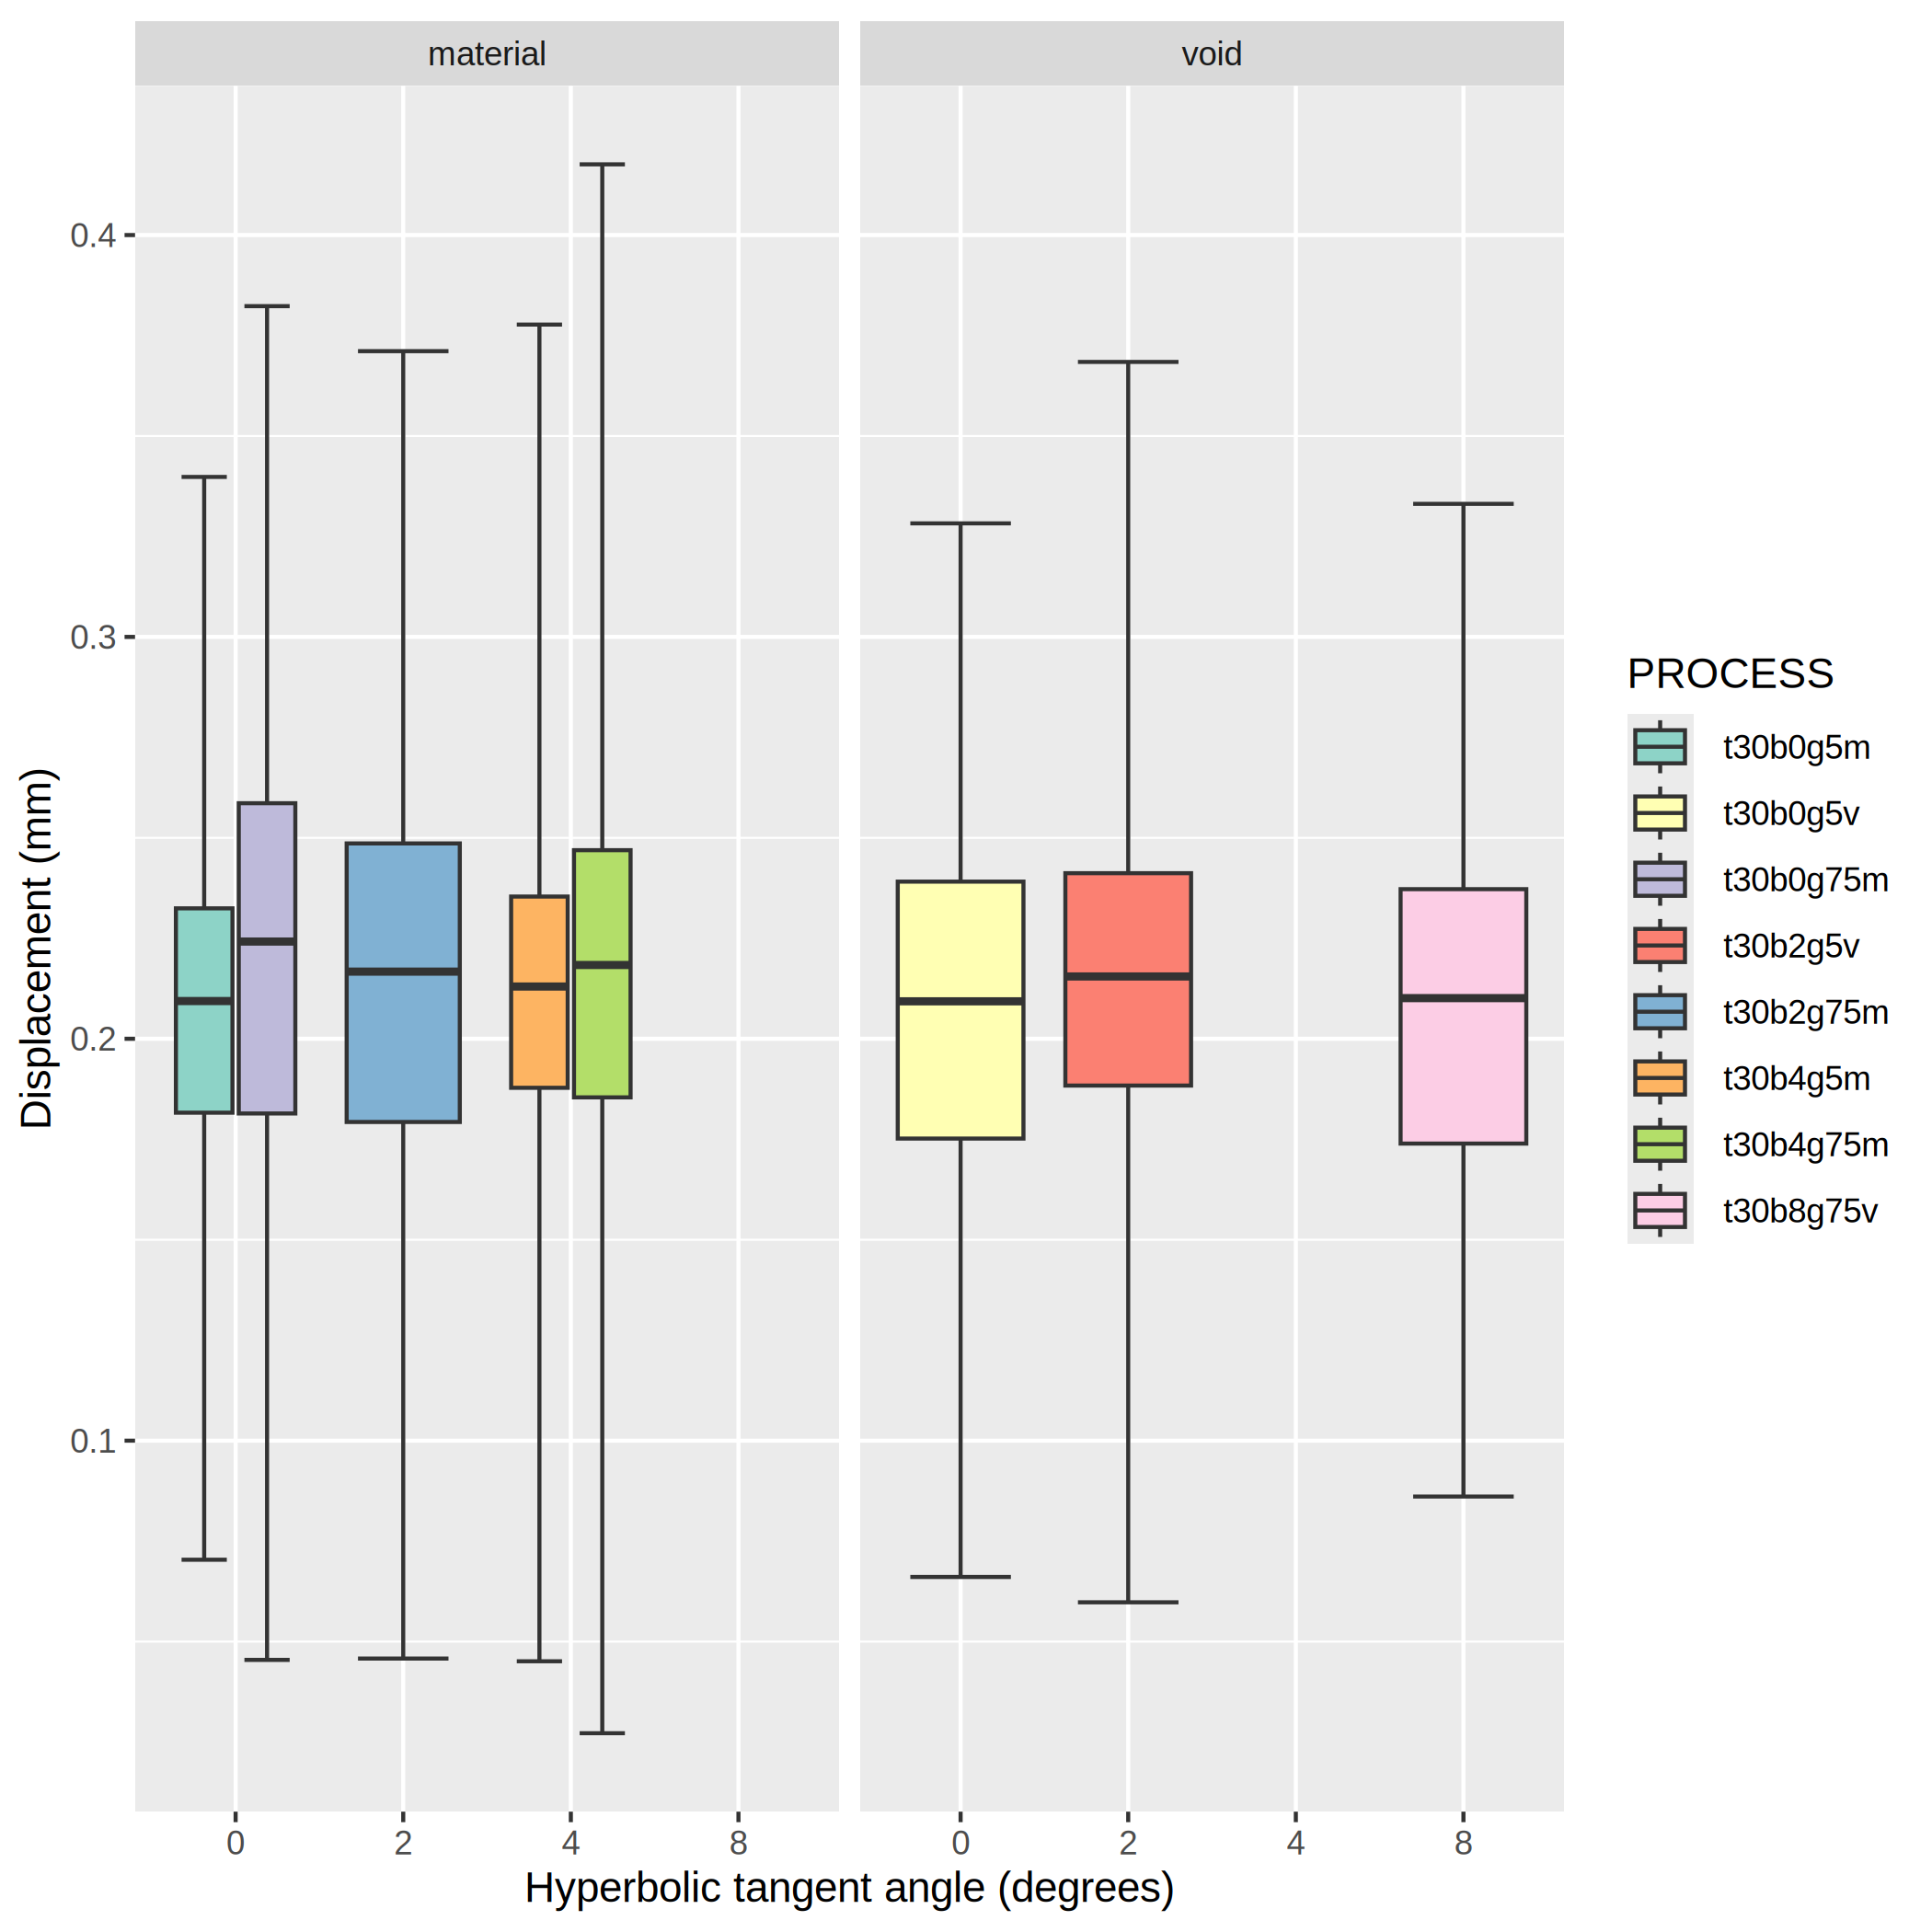 material
void
0.4
0.3
0.2
0.1
Displacement (mm)
0 2 4 8
0 2 4 8
Hyperbolic tangent angle (degrees)
PROCESS
t30b0g5m
t30b0g5v
t30b0g75m
t30b2g5v
t30b2g75m
t30b4g5m
t30b4g75m
t30b8g75v